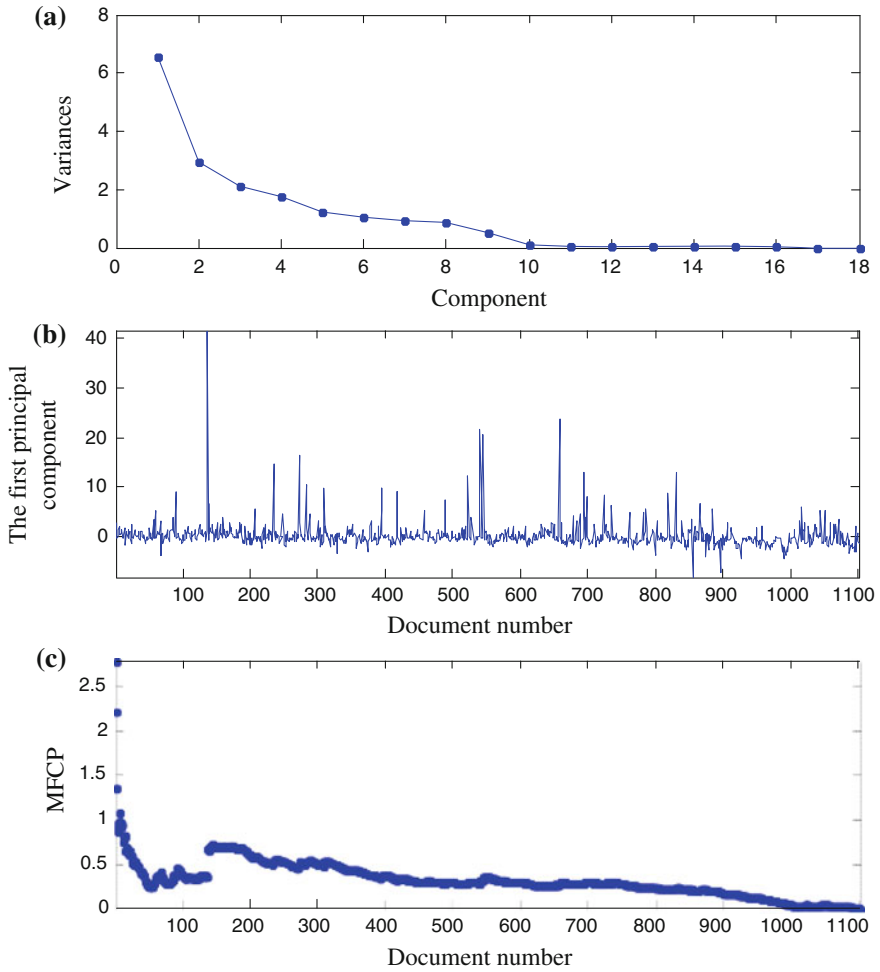 (a)
8
6
4
2
0
Variances
0 2 4 6 8 10 12 14 16 18
Component
(b)
40
30
20
10
0
The first principal
component
100 200 300 400 500 600 700 800 900 1000 1100
Document number
(c)
2.5
2
1.5
1
0.5
0
MFCP
100 200 300 400 500 600 700 800 900 1000 1100
Document number